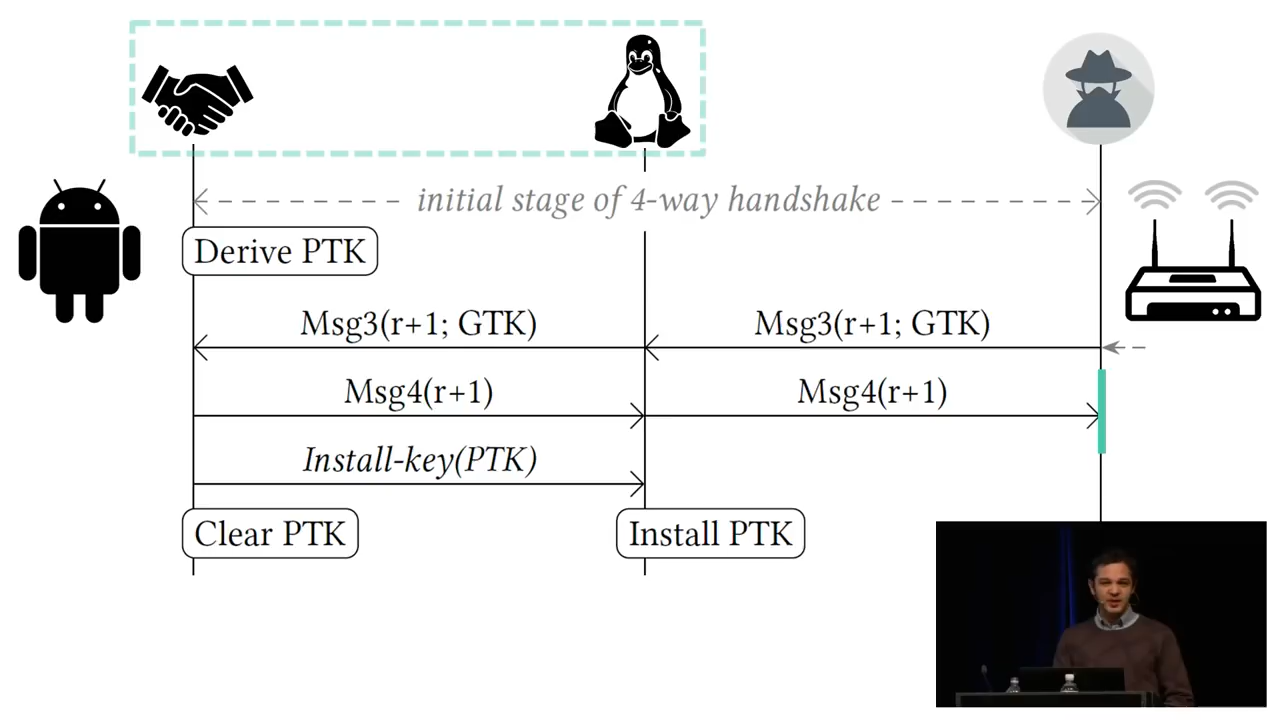 initial stage of 4-way handshake
Derive PTK
Msg3(r+1; GTK)
Msg3(r+1; GTK)
Msg4(r+1)
Msg4(r+1)
Install-key(PTK)
Clear PTK
Install PTK